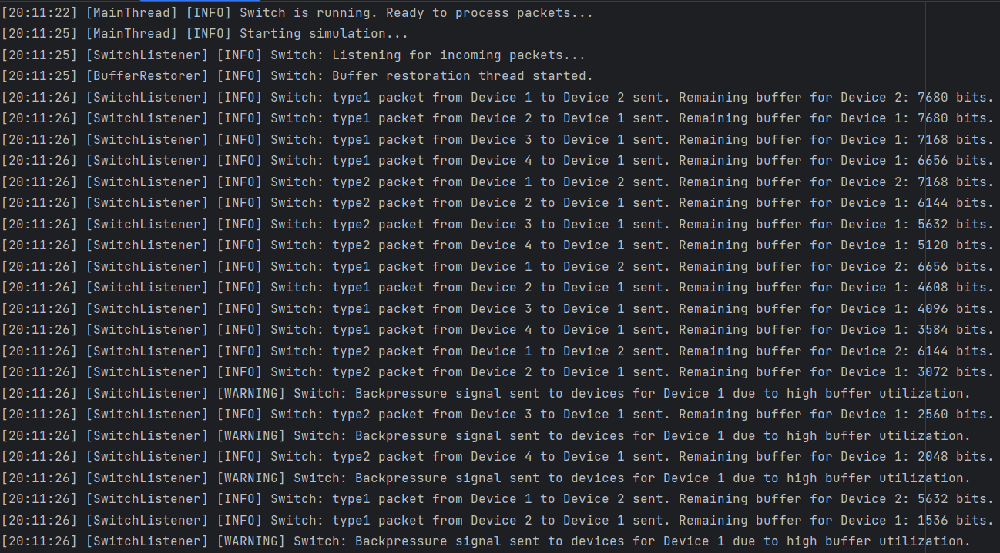 [20:11:22] [MainThread] [INFO] Switch is running. Ready to process packets...
[20:11:25] [MainThread] [INFO] Starting simulation...
[20:11:25] [SwitchListener] [INFO] Switch: Listening for incoming packets...
[20:11:25] [BufferRestorer] [INFO] Switch: Buffer restoration thread started.
[20:11:26] [SwitchListener] [INFO] Switch: type1 packet from Device 1 to Device 2 sent. Remaining buffer for Device 2: 7680 bits.
[20:11:26] [SwitchListener] [INFO] Switch: type1 packet from Device 2 to Device 1 sent. Remaining buffer for Device 1: 7680 bits.
[20:11:26] [SwitchListener] [INFO] Switch: type1 packet from Device 3 to Device 1 sent. Remaining buffer for Device 1: 7168 bits.
[20:11:26] [SwitchListener] [INFO] Switch: type1 packet from Device 4 to Device 1 sent. Remaining buffer for Device 1: 6656 bits.
[20:11:26] [SwitchListener] [INFO] Switch: type2 packet from Device 1 to Device 2 sent. Remaining buffer for Device 2: 7168 bits.
[20:11:26] [SwitchListener] [INFO] Switch: type2 packet from Device 2 to Device 1 sent. Remaining buffer for Device 1: 6144 bits.
[20:11:26] [SwitchListener] [INFO] Switch: type2 packet from Device 3 to Device 1 sent. Remaining buffer for Device 1: 5632 bits.
[20:11:26] [SwitchListener] [INFO] Switch: type2 packet from Device 4 to Device 1 sent. Remaining buffer for Device 1: 5120 bits.
[20:11:26] [SwitchListener] [INFO] Switch: type1 packet from Device 1 to Device 2 sent. Remaining buffer for Device 2: 6656 bits.
[20:11:26] [SwitchListener] [INFO] Switch: type1 packet from Device 2 to Device 1 sent. Remaining buffer for Device 1: 4608 bits.
[20:11:26] [SwitchListener] [INFO] Switch: type1 packet from Device 3 to Device 1 sent. Remaining buffer for Device 1: 4096 bits.
[20:11:26] [SwitchListener] [INFO] Switch: type1 packet from Device 4 to Device 1 sent. Remaining buffer for Device 1: 3584 bits.
[20:11:26] [SwitchListener] [INFO] Switch: type2 packet from Device 1 to Device 2 sent. Remaining buffer for Device 2: 6144 bits.
[20:11:26] [SwitchListener] [INFO] Switch: type2 packet from Device 2 to Device 1 sent. Remaining buffer for Device 1: 3072 bits.
[20:11:26] [SwitchListener] [WARNING] Switch: Backpressure signal sent to devices for Device 1 due to high buffer utilization.
[20:11:26] [SwitchListener] [INFO] Switch: type2 packet from Device 3 to Device 1 sent. Remaining buffer for Device 1: 2560 bits.
[20:11:26] [SwitchListener] [WARNING] Switch: Backpressure signal sent to devices for Device 1 due to high buffer utilization.
[20:11:26] [SwitchListener] [INFO] Switch: type2 packet from Device 4 to Device 1 sent. Remaining buffer for Device 1: 2048 bits.
[20:11:26] [SwitchListener] [WARNING] Switch: Backpressure signal sent to devices for Device 1 due to high buffer utilization.
[20:11:26] [SwitchListener] [INFO] Switch: type1 packet from Device 1 to Device 2 sent. Remaining buffer for Device 2: 5632 bits.
[20:11:26] [SwitchListener] [INFO] Switch: type1 packet from Device 2 to Device 1 sent. Remaining buffer for Device 1: 1536 bits.
[20:11:26] [SwitchListener] [WARNING] Switch: Backpressure signal sent to devices for Device 1 due to high buffer utilization.